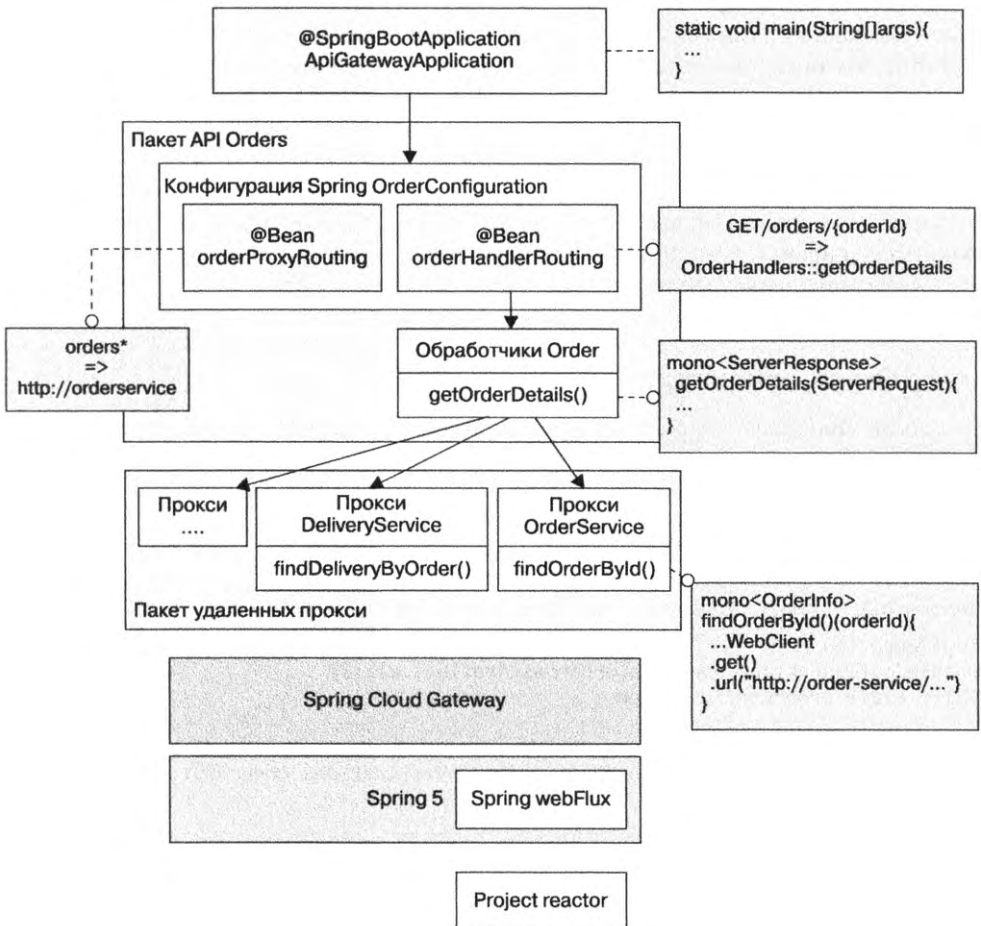 @SpringBootApplication
ApiGatewayApplication
static void main(String[]args){
...
}
Пакет API Orders
Конфигурация Spring OrderConfiguration
@Bean
orderProxyRouting
@Bean
orderHandlerRouting
GET/orders/{orderId}
=>
OrderHandlers::getOrderDetails
orders*
=>
http://orderservice
Обработчики Order
getOrderDetails()
mono<ServerResponse>
getOrderDetails(ServerRequest){
...
}
Прокси
....
Прокси
DeliveryService
findDeliveryByOrder()
Прокси
OrderService
findOrderById()
Пакет удаленных прокси
mono<OrderInfo>
findOrderById()(orderId){
...WebClient
.get()
.url("http://order-service/..."}
}
Spring Cloud Gateway
Spring 5
Spring webFlux
Project reactor